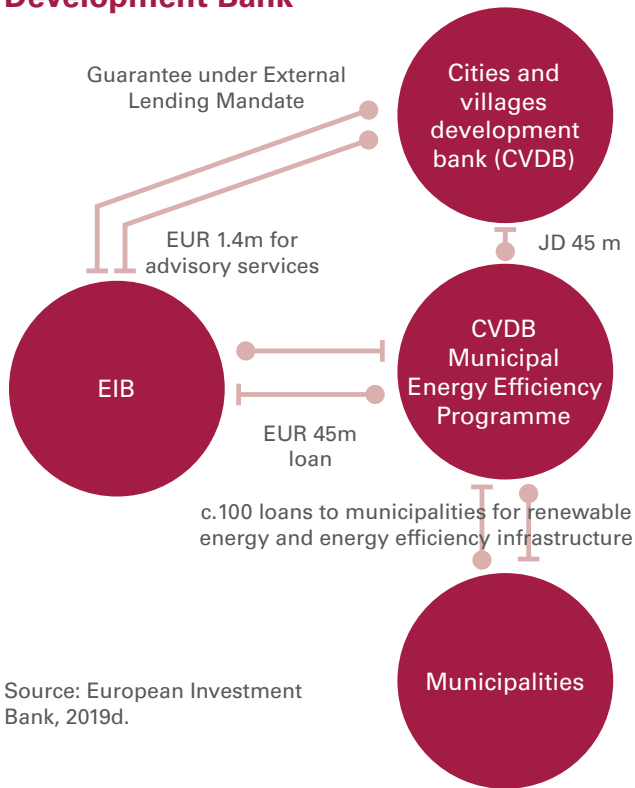 Development Bank
Guarantee under External
Lending Mandate
Cities and
villages
development
bank (CVDB)
EUR 1.4m for
advisory services
JD 45 m
EIB
CVDB
Municipal
Energy Efficiency
Programme
EUR 45m
loan
c.100 loans to municipalities for renewable
energy and energy efficiency infrastructure
Municipalities
Source: European Investment
Bank, 2019d.